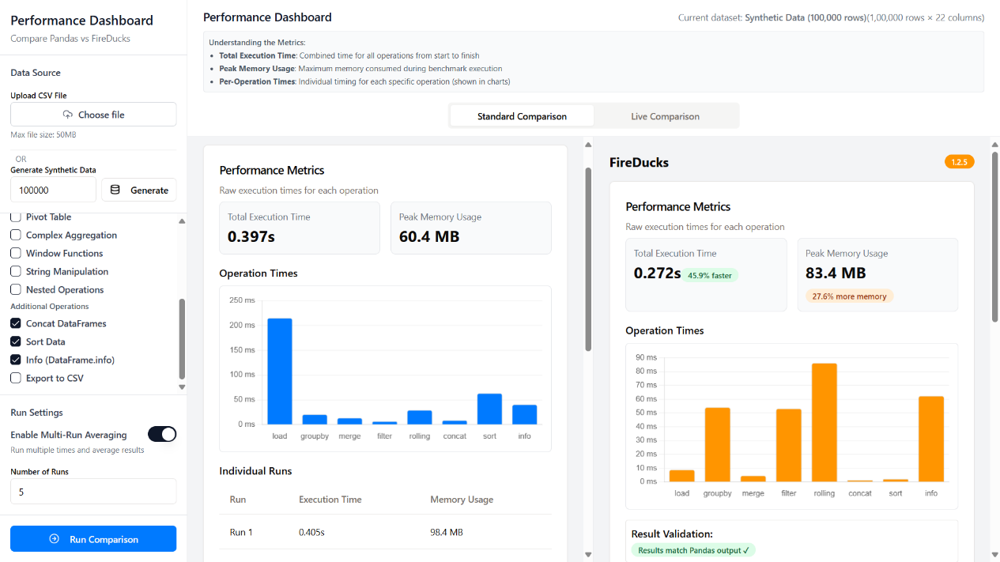 Performance Dashboard
Compare Pandas vs FireDucks
Data Source
Upload CSV File
Choose file
Max file size: 50MB
OR
Generate Synthetic Data
100000
Generate
Pivot Table
Complex Aggregation
Window Functions
String Manipulation
Nested Operations
Additional Operations
Concat DataFrames
Sort Data
Info (DataFrame.info)
Export to CSV
Run Settings
Enable Multi-Run Averaging
Run multiple times and average results
Number of Runs
5
Run Comparison
Performance Dashboard
Current dataset: Synthetic Data (100,000 rows)(1,00,000 rows × 22 columns)
Understanding the Metrics:
• Total Execution Time: Combined time for all operations from start to finish
• Peak Memory Usage: Maximum memory consumed during benchmark execution
• Per-Operation Times: Individual timing for each specific operation (shown in charts)
Standard Comparison
Live Comparison
Performance Metrics
Raw execution times for each operation
Total Execution Time
0.397s
Peak Memory Usage
60.4 MB
Operation Times
250 ms
200 ms
150 ms
100 ms
50 ms
0 ms
load groupby merge filter rolling concat sort info
Individual Runs
Run Execution Time Memory Usage
Run 1 0.405s 98.4 MB
FireDucks
1.2.5
Performance Metrics
Raw execution times for each operation
Total Execution Time
0.272s 45.9% faster
Peak Memory Usage
83.4 MB
27.6% more memory
Operation Times
90 ms
80 ms
70 ms
60 ms
50 ms
40 ms
30 ms
20 ms
10 ms
0 ms
load groupby merge filter rolling concat sort info
Result Validation:
Results match Pandas output ✓